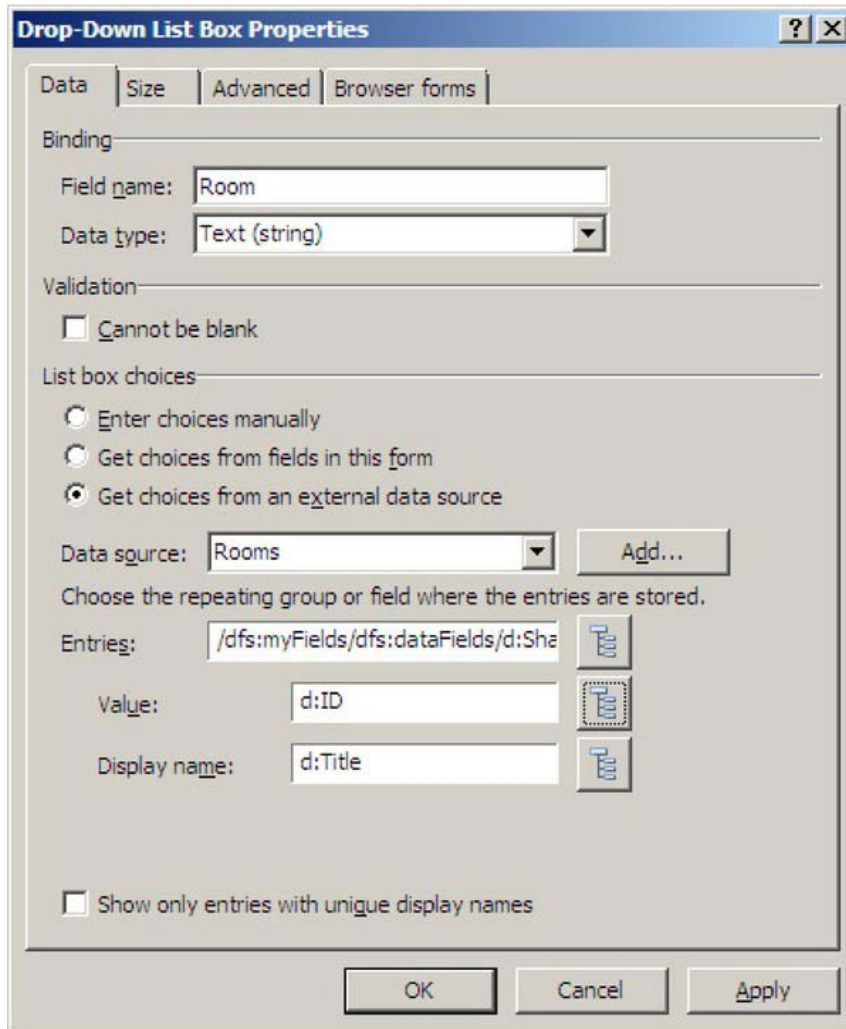 Drop-Down List Box Properties
Data Size Advanced Browser forms
Binding
Field name: Room
Data type: Text (string)
Validation
Cannot be blank
List box choices
Enter choices manually
Get choices from fields in this form
Get choices from an external data source
Data source: Rooms Add...
Choose the repeating group or field where the entries are stored.
Entries: /dfs:myFields/dfs:dataFields/d:Sha
Value: d:ID
Display name: d:Title
Show only entries with unique display names
OK Cancel Apply